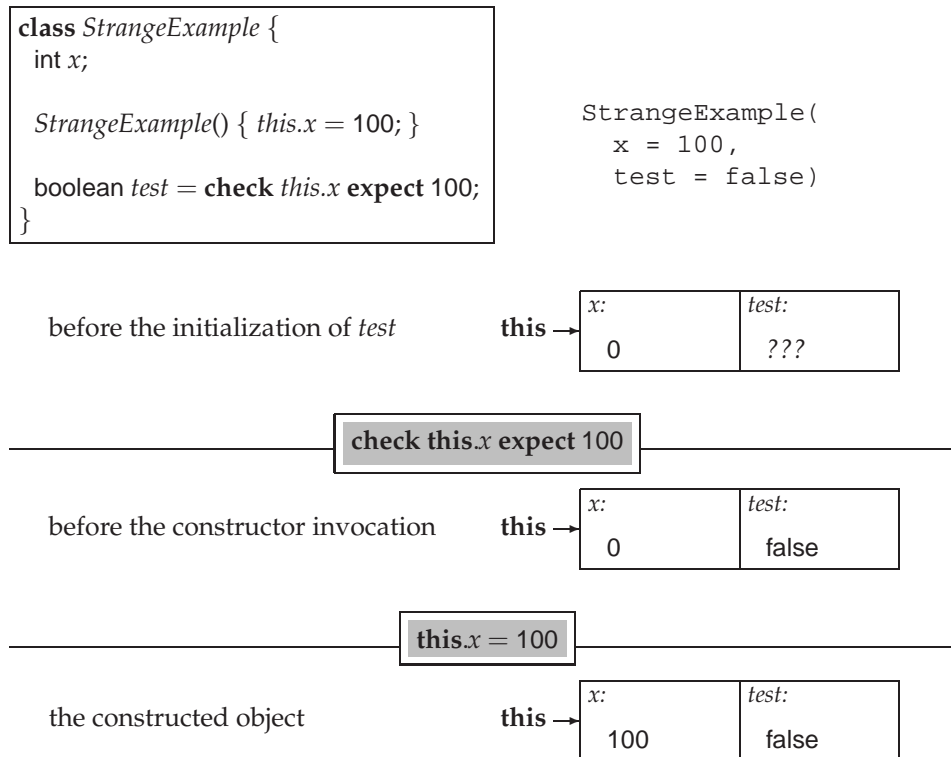 class StrangeExample {
int x;
StrangeExample() { this.x = 100; }
boolean test = check this.x expect 100;
}
StrangeExample(
x = 100,
test = false)
before the initialization of test
this
x:
0
test:
???
check this.x expect 100
before the constructor invocation
this
x:
0
test:
false
this.x = 100
the constructed object
this
x:
100
test:
false